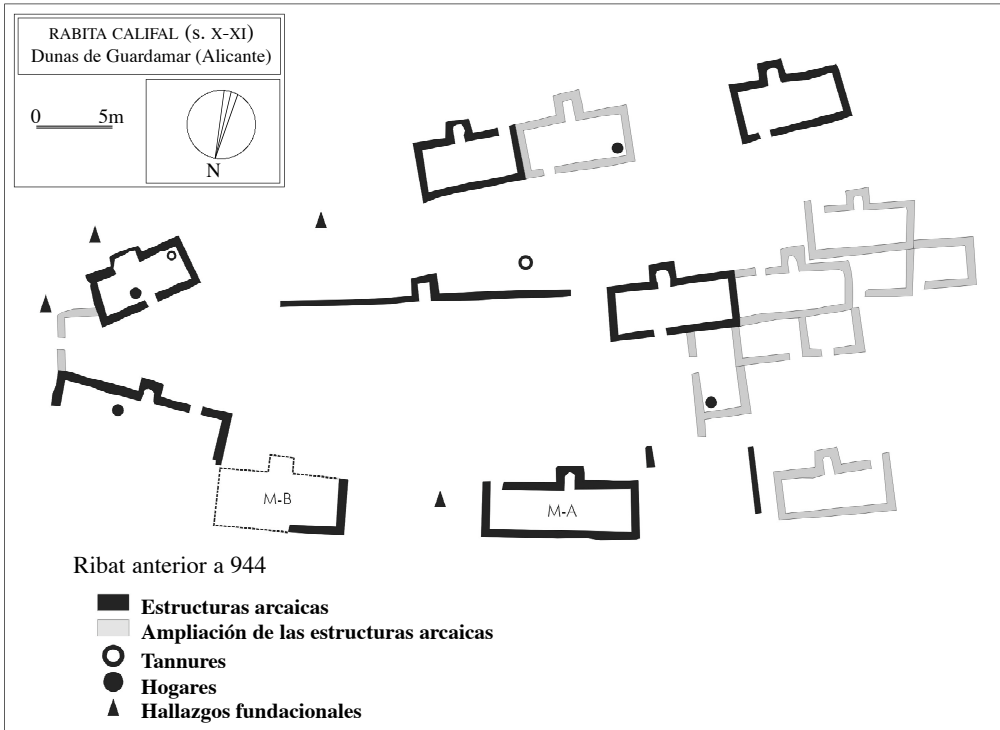 RABITA CALIFAL (s. X-XI)
Dunas de Guardamar (Alicante)
0 5m
N
M-B
M-A
Ribat anterior a 944
Estructuras arcaicas
Ampliación de las estructuras arcaicas
Tannures
Hogares
Hallazgos fundacionales